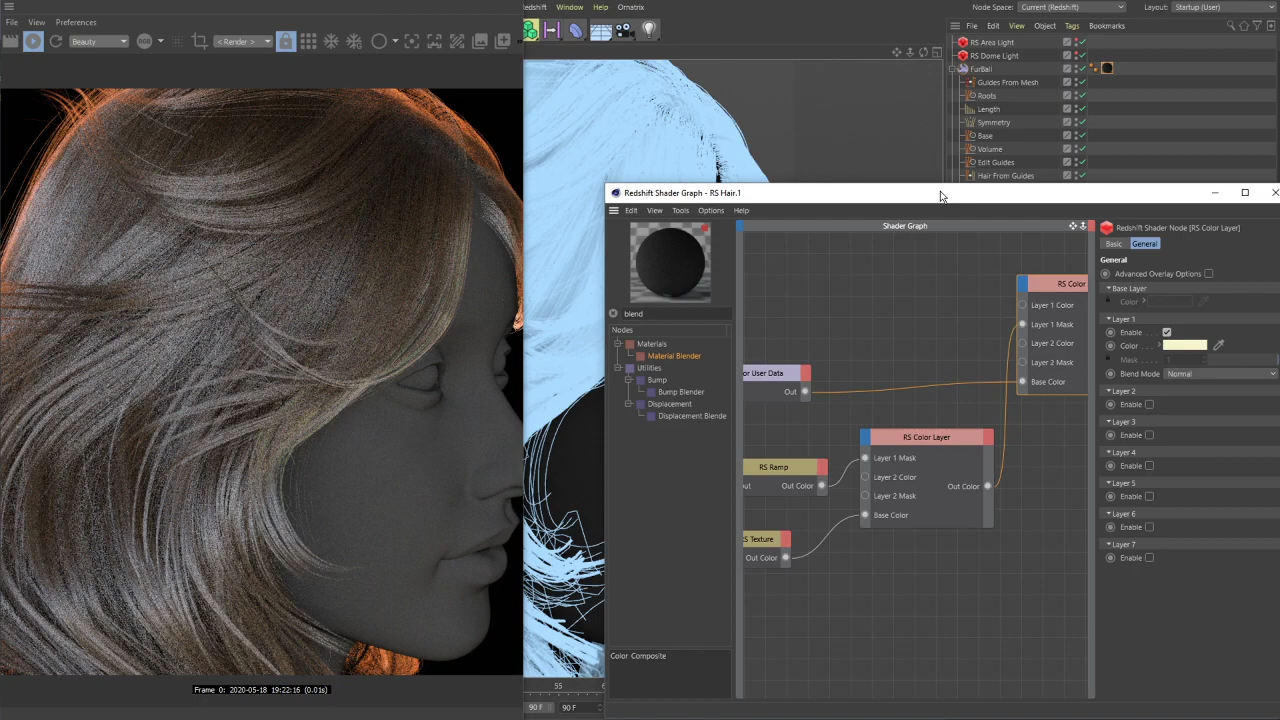 File View Preferences
Beauty
RGB
< Render >
Frame 0: 2020-05-18 19:22:16 (0.01s)
Redshift Window Help Ornatrix
Node Space: Current (Redshift) Layout: Startup (User)
File Edit View Object Tags Bookmarks
RS Area Light
RS Dome Light
FurBall
Guides From Mesh
Roots
Length
Symmetry
Base
Volume
Edit Guides
Hair From Guides
55
90 F 90 F
Redshift Shader Graph - RS Hair.1
Edit View Tools Options Help
blend
Nodes
Materials
Material Blender
Utilities
Bump
Bump Blender
Displacement
Displacement Blende
Color Composite
Shader Graph
or User Data
Out
RS Ramp
ut Out Color
RS Texture
Out Color
RS Color Layer
Layer 1 Mask
Layer 2 Color
Layer 2 Mask
Base Color
Out Color
RS Color
Layer 1 Color
Layer 1 Mask
Layer 2 Color
Layer 2 Mask
Base Color
Redshift Shader Node [RS Color Layer]
Basic General
General
Advanced Overlay Options
Base Layer
Color
Layer 1
Enable
Color
Mask 1
Blend Mode Normal
Layer 2
Enable
Layer 3
Enable
Layer 4
Enable
Layer 5
Enable
Layer 6
Enable
Layer 7
Enable